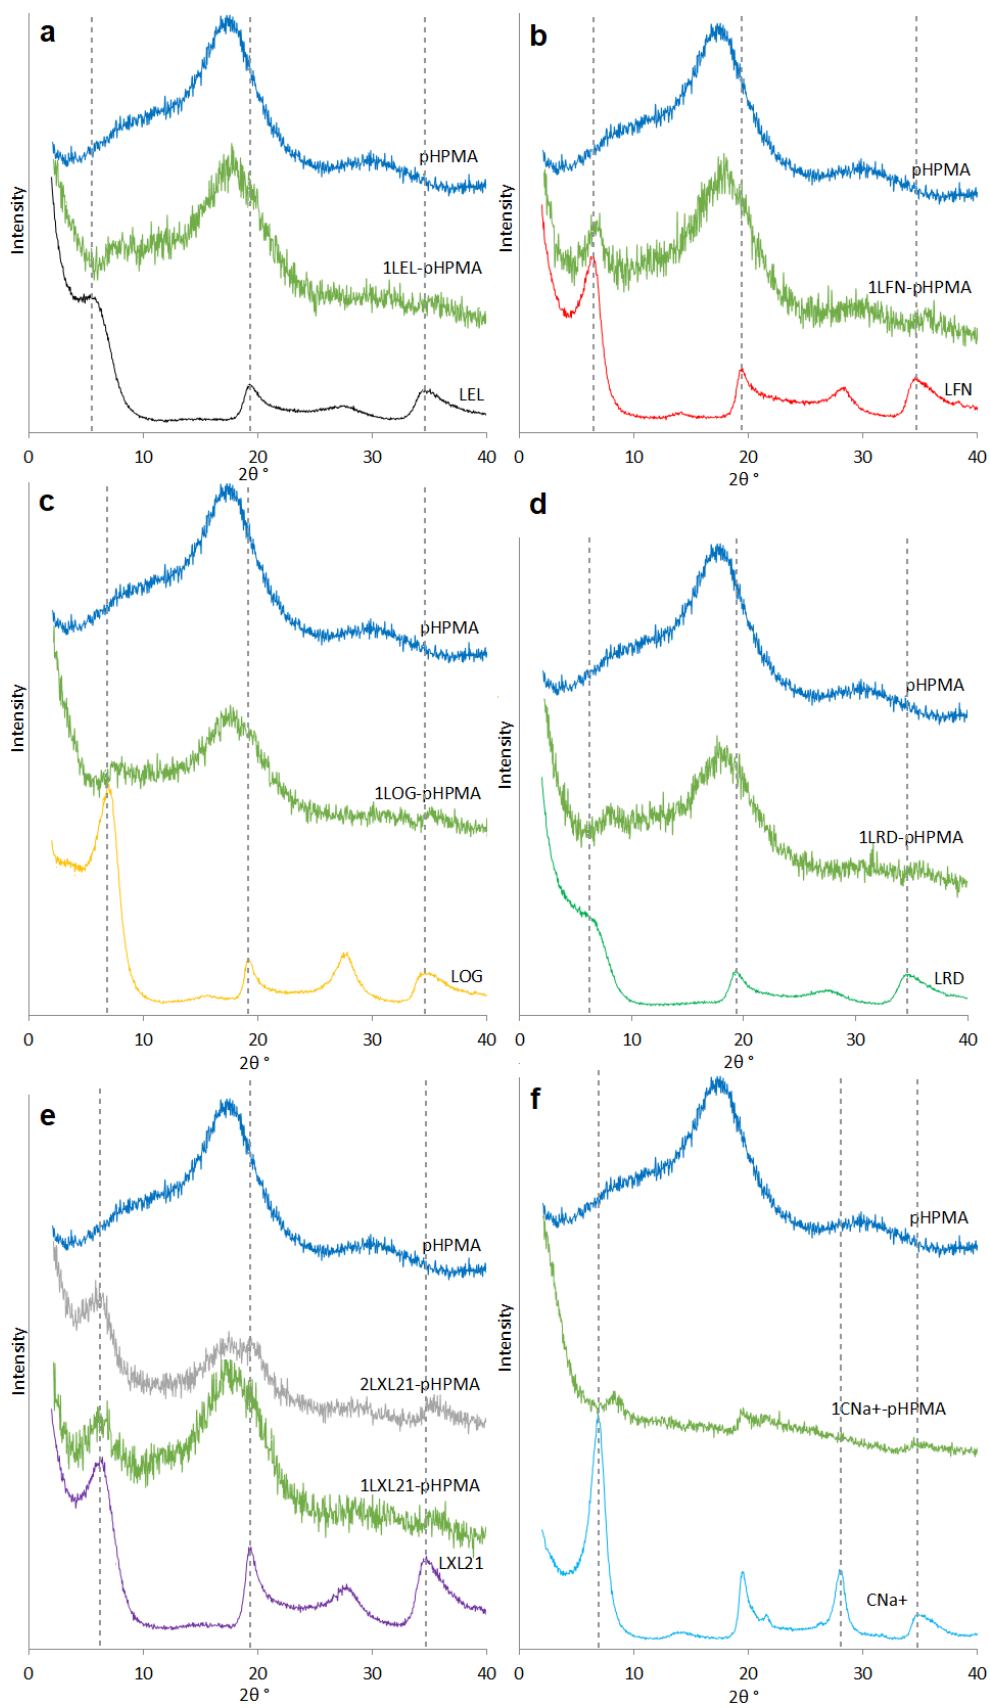 a
pHPMA
1LEL-pHPMA
LEL
Intensity
0 10 20 30 40
2θ °
b
pHPMA
1LFN-pHPMA
LFN
Intensity
0 10 20 30 40
2θ °
c
pHPMA
1LOG-pHPMA
LOG
Intensity
0 10 20 30 40
2θ °
d
pHPMA
1LRD-pHPMA
LRD
Intensity
0 10 20 30 40
2θ °
e
pHPMA
2LXL21-pHPMA
1LXL21-pHPMA
LXL21
Intensity
0 10 20 30 40
2θ °
f
pHPMA
1CNa+-pHPMA
CNa+
Intensity
0 10 20 30 40
2θ °